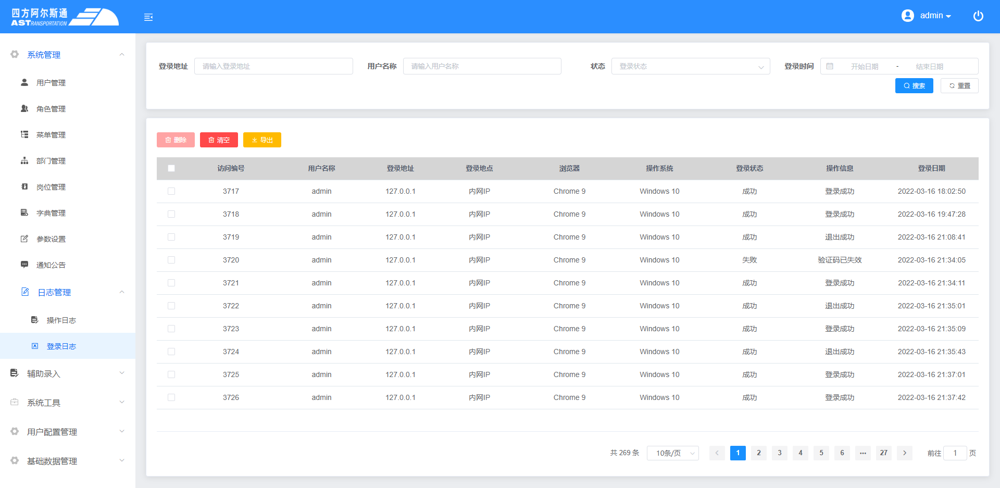 四方阿尔斯通
ASTRANSPORTATION
admin
系统管理
用户管理
角色管理
菜单管理
部门管理
岗位管理
字典管理
参数设置
通知公告
日志管理
操作日志
登录日志
辅助录入
系统工具
用户配置管理
基础数据管理
登录地址 请输入登录地址 用户名称 请输入用户名称 状态 登录状态 登录时间 开始日期 - 结束日期
搜索 重置
删除 清空 导出
访问编号 用户名称 登录地址 登录地点 浏览器 操作系统 登录状态 操作信息 登录日期
3717 admin 127.0.0.1 内网IP Chrome 9 Windows 10 成功 登录成功 2022-03-16 18:02:50
3718 admin 127.0.0.1 内网IP Chrome 9 Windows 10 成功 登录成功 2022-03-16 19:47:28
3719 admin 127.0.0.1 内网IP Chrome 9 Windows 10 成功 退出成功 2022-03-16 21:08:41
3720 admin 127.0.0.1 内网IP Chrome 9 Windows 10 失败 验证码已失效 2022-03-16 21:34:05
3721 admin 127.0.0.1 内网IP Chrome 9 Windows 10 成功 登录成功 2022-03-16 21:34:11
3722 admin 127.0.0.1 内网IP Chrome 9 Windows 10 成功 退出成功 2022-03-16 21:35:01
3723 admin 127.0.0.1 内网IP Chrome 9 Windows 10 成功 登录成功 2022-03-16 21:35:09
3724 admin 127.0.0.1 内网IP Chrome 9 Windows 10 成功 退出成功 2022-03-16 21:35:43
3725 admin 127.0.0.1 内网IP Chrome 9 Windows 10 成功 登录成功 2022-03-16 21:37:01
3726 admin 127.0.0.1 内网IP Chrome 9 Windows 10 成功 登录成功 2022-03-16 21:37:42
共 269 条 10条/页 1 2 3 4 5 6 ••• 27 前往 1 页